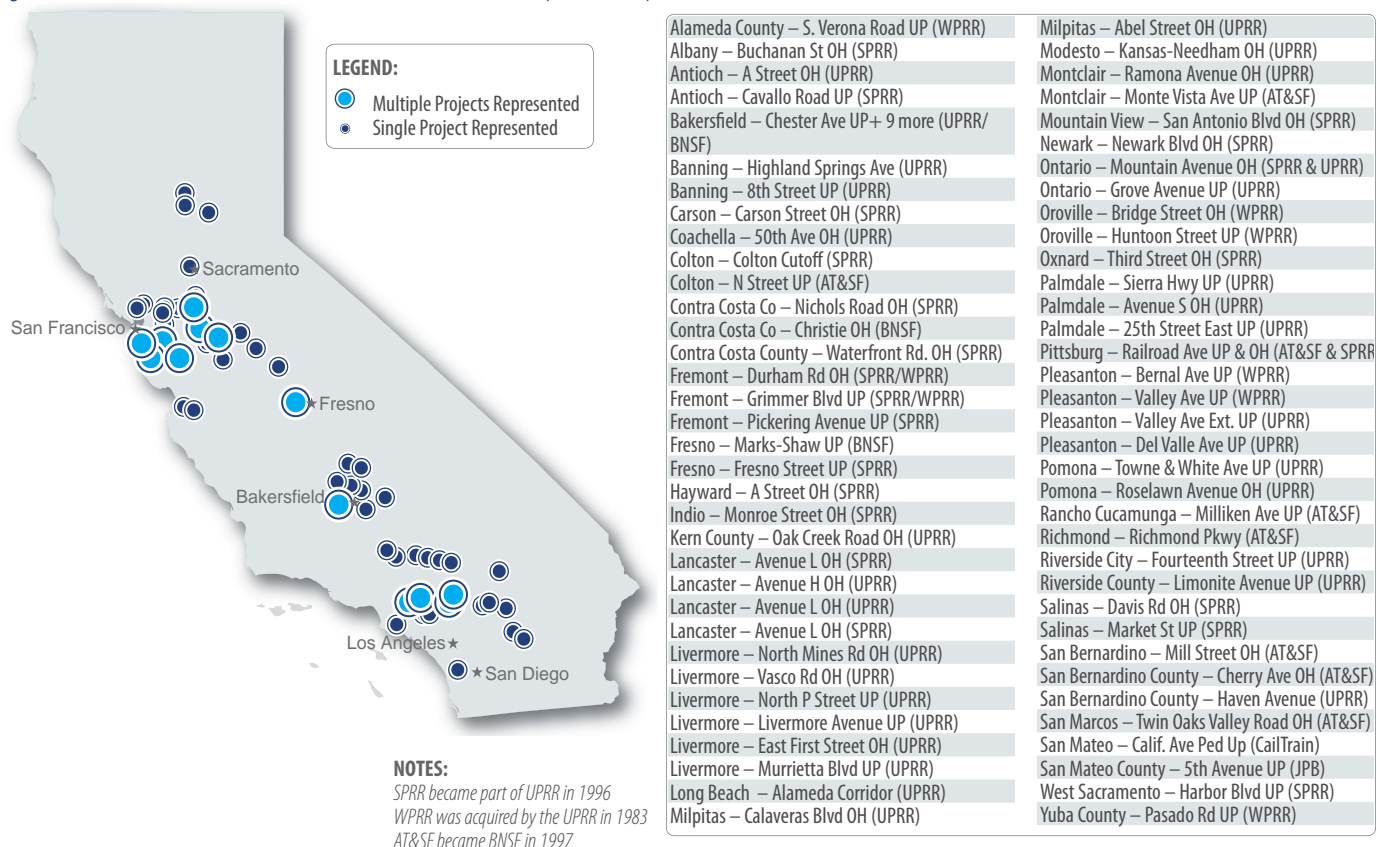 LEGEND:
Multiple Projects Represented
Single Project Represented
Sacramento
San Francisco
Fresno
Bakersfield
Los Angeles
San Diego
NOTES:
SPRR became part of UPRR in 1996
WPRR was acquired by the UPRR in 1983
AT&SF became BNSF in 1997
Alameda County – S. Verona Road UP (WPRR)
Albany – Buchanan St OH (SPRR)
Antioch – A Street OH (UPRR)
Antioch – Cavallo Road UP (SPRR)
Bakersfield – Chester Ave UP+ 9 more (UPRR/
BNSF)
Banning – Highland Springs Ave (UPRR)
Banning – 8th Street UP (UPRR)
Carson – Carson Street OH (SPRR)
Coachella – 50th Ave OH (UPRR)
Colton – Colton Cutoff (SPRR)
Colton – N Street UP (AT&SF)
Contra Costa Co – Nichols Road OH (SPRR)
Contra Costa Co – Christie OH (BNSF)
Contra Costa County – Waterfront Rd. OH (SPRR)
Fremont – Durham Rd OH (SPRR/WPRR)
Fremont – Grimmer Blvd UP (SPRR/WPRR)
Fremont – Pickering Avenue UP (SPRR)
Fresno – Marks-Shaw UP (BNSF)
Fresno – Fresno Street UP (SPRR)
Hayward – A Street OH (SPRR)
Indio – Monroe Street OH (SPRR)
Kern County – Oak Creek Road OH (UPRR)
Lancaster – Avenue L OH (SPRR)
Lancaster – Avenue H OH (UPRR)
Lancaster – Avenue L OH (UPRR)
Lancaster – Avenue L OH (SPRR)
Livermore – North Mines Rd OH (UPRR)
Livermore – Vasco Rd OH (UPRR)
Livermore – North P Street UP (UPRR)
Livermore – Livermore Avenue UP (UPRR)
Livermore – East First Street OH (UPRR)
Livermore – Murrietta Blvd UP (UPRR)
Long Beach – Alameda Corridor (UPRR)
Milpitas – Calaveras Blvd OH (UPRR)
Milpitas – Abel Street OH (UPRR)
Modesto – Kansas-Needham OH (UPRR)
Montclair – Ramona Avenue OH (UPRR)
Montclair – Monte Vista Ave UP (AT&SF)
Mountain View – San Antonio Blvd OH (SPRR)
Newark – Newark Blvd OH (SPRR)
Ontario – Mountain Avenue OH (SPRR & UPRR)
Ontario – Grove Avenue UP (UPRR)
Oroville – Bridge Street OH (WPRR)
Oroville – Huntoon Street UP (WPRR)
Oxnard – Third Street OH (SPRR)
Palmdale – Sierra Hwy UP (UPRR)
Palmdale – Avenue S OH (UPRR)
Palmdale – 25th Street East UP (UPRR)
Pittsburg – Railroad Ave UP & OH (AT&SF & SPRR
Pleasanton – Bernal Ave UP (WPRR)
Pleasanton – Valley Ave UP (WPRR)
Pleasanton – Valley Ave Ext. UP (UPRR)
Pleasanton – Del Valle Ave UP (UPRR)
Pomona – Towne & White Ave UP (UPRR)
Pomona – Roselawn Avenue OH (UPRR)
Rancho Cucamunga – Milliken Ave UP (AT&SF)
Richmond – Richmond Pkwy (AT&SF)
Riverside City – Fourteenth Street UP (UPRR)
Riverside County – Limonite Avenue UP (UPRR)
Salinas – Davis Rd OH (SPRR)
Salinas – Market St UP (SPRR)
San Bernardino – Mill Street OH (AT&SF)
San Bernardino County – Cherry Ave OH (AT&SF)
San Bernardino County – Haven Avenue (UPRR)
San Marcos – Twin Oaks Valley Road OH (AT&SF)
San Mateo – Calif. Ave Ped Up (CailTrain)
San Mateo County – 5th Avenue UP (JPB)
West Sacramento – Harbor Blvd UP (SPRR)
Yuba County – Pasado Rd UP (WPRR)